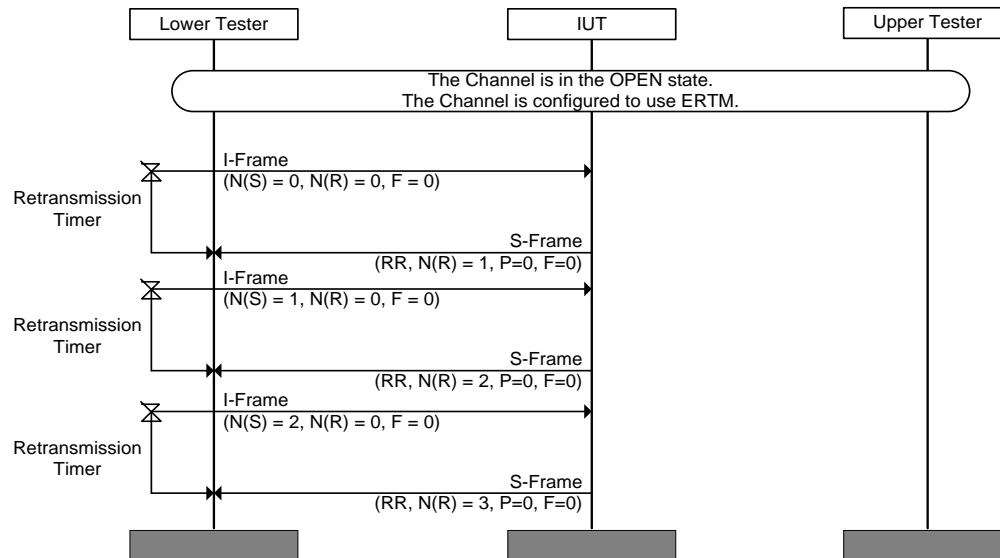 Lower Tester
IUT
Upper Tester
The Channel is in the OPEN state.
The Channel is configured to use ERTM.
I-Frame
(N(S) = 0, N(R) = 0, F = 0)
Retransmission
Timer
S-Frame
(RR, N(R) = 1, P=0, F=0)
I-Frame
(N(S) = 1, N(R) = 0, F = 0)
Retransmission
Timer
S-Frame
(RR, N(R) = 2, P=0, F=0)
I-Frame
(N(S) = 2, N(R) = 0, F = 0)
Retransmission
Timer
S-Frame
(RR, N(R) = 3, P=0, F=0)